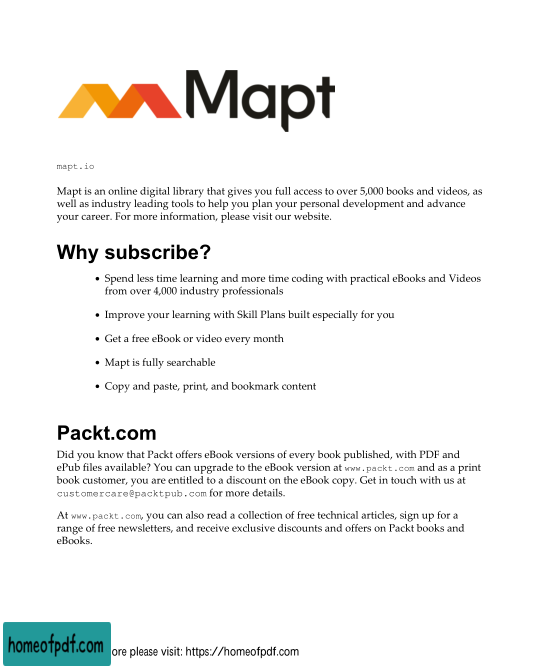 Mapt
mapt.io
Mapt is an online digital library that gives you full access to over 5,000 books and videos, as
well as industry leading tools to help you plan your personal development and advance
your career. For more information, please visit our website.
Why subscribe?
• Spend less time learning and more time coding with practical eBooks and Videos
from over 4,000 industry professionals
• Improve your learning with Skill Plans built especially for you
• Get a free eBook or video every month
• Mapt is fully searchable
• Copy and paste, print, and bookmark content
Packt.com
Did you know that Packt offers eBook versions of every book published, with PDF and
ePub files available? You can upgrade to the eBook version at www.packt.com and as a print
book customer, you are entitled to a discount on the eBook copy. Get in touch with us at
customercare@packtpub.com for more details.
At www.packt.com, you can also read a collection of free technical articles, sign up for a
range of free newsletters, and receive exclusive discounts and offers on Packt books and
eBooks.
homeofpdf.com ore please visit: https://homeofpdf.com